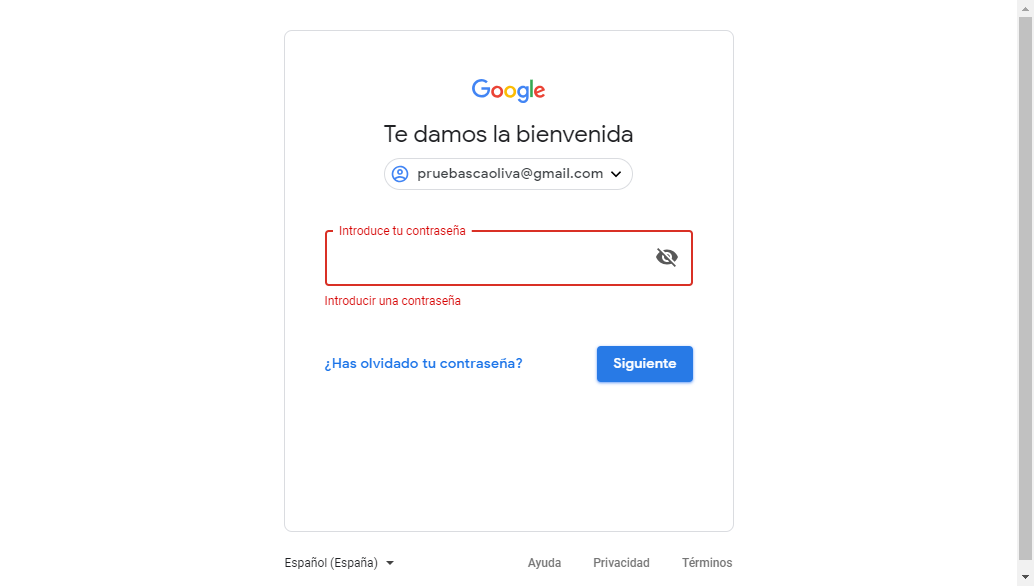 Google
Te damos la bienvenida
pruebascaoliva@gmail.com
Introduce tu contraseña
Introducir una contraseña
¿Has olvidado tu contraseña?
Siguiente
Español (España)
Ayuda
Privacidad
Términos